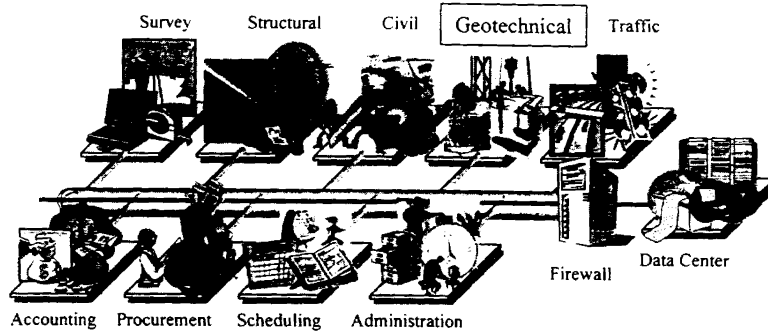 Survey
Structural
Civil
Geotechnical
Traffic
Firewall
Data Center
Accounting
Procurement
Scheduling
Administration